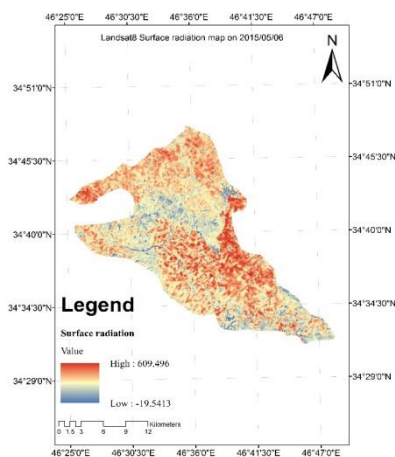 46°25'0"E 46°30'30"E 46°36'0"E 46°41'30"E 46°47'0"E
Landsat8 Surface radiation map on 2015/05/06
N
34°51'0"N 34°51'0"N
34°45'30"N 34°45'30"N
34°40'0"N 34°40'0"N
34°34'30"N 34°34'30"N
34°29'0"N 34°29'0"N
Legend
Surface radiation
Value
High : 609.496
Low : -19.5413
Kilometers
0 1.5 3 6 9 12
46°25'0"E 46°30'30"E 46°36'0"E 46°41'30"E 46°47'0"E